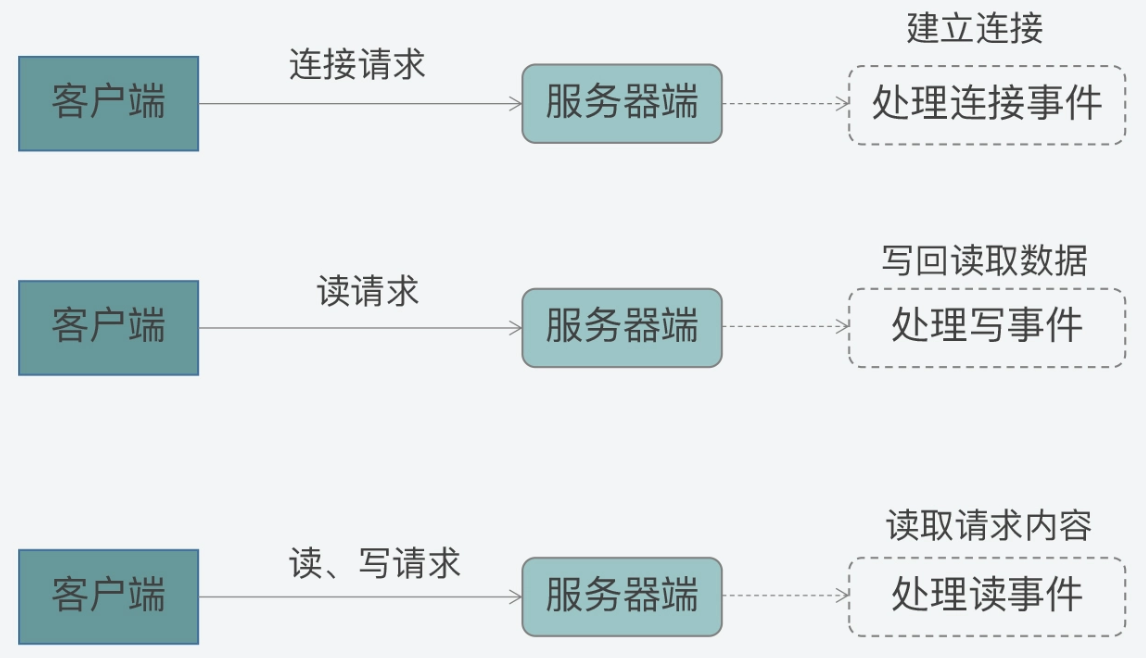 建立连接
连接请求
客户端
服务器端
处理连接事件
写回读取数据
读请求
客户端
服务器端
处理写事件
读取请求内容
读、写请求
客户端
服务器端
处理读事件